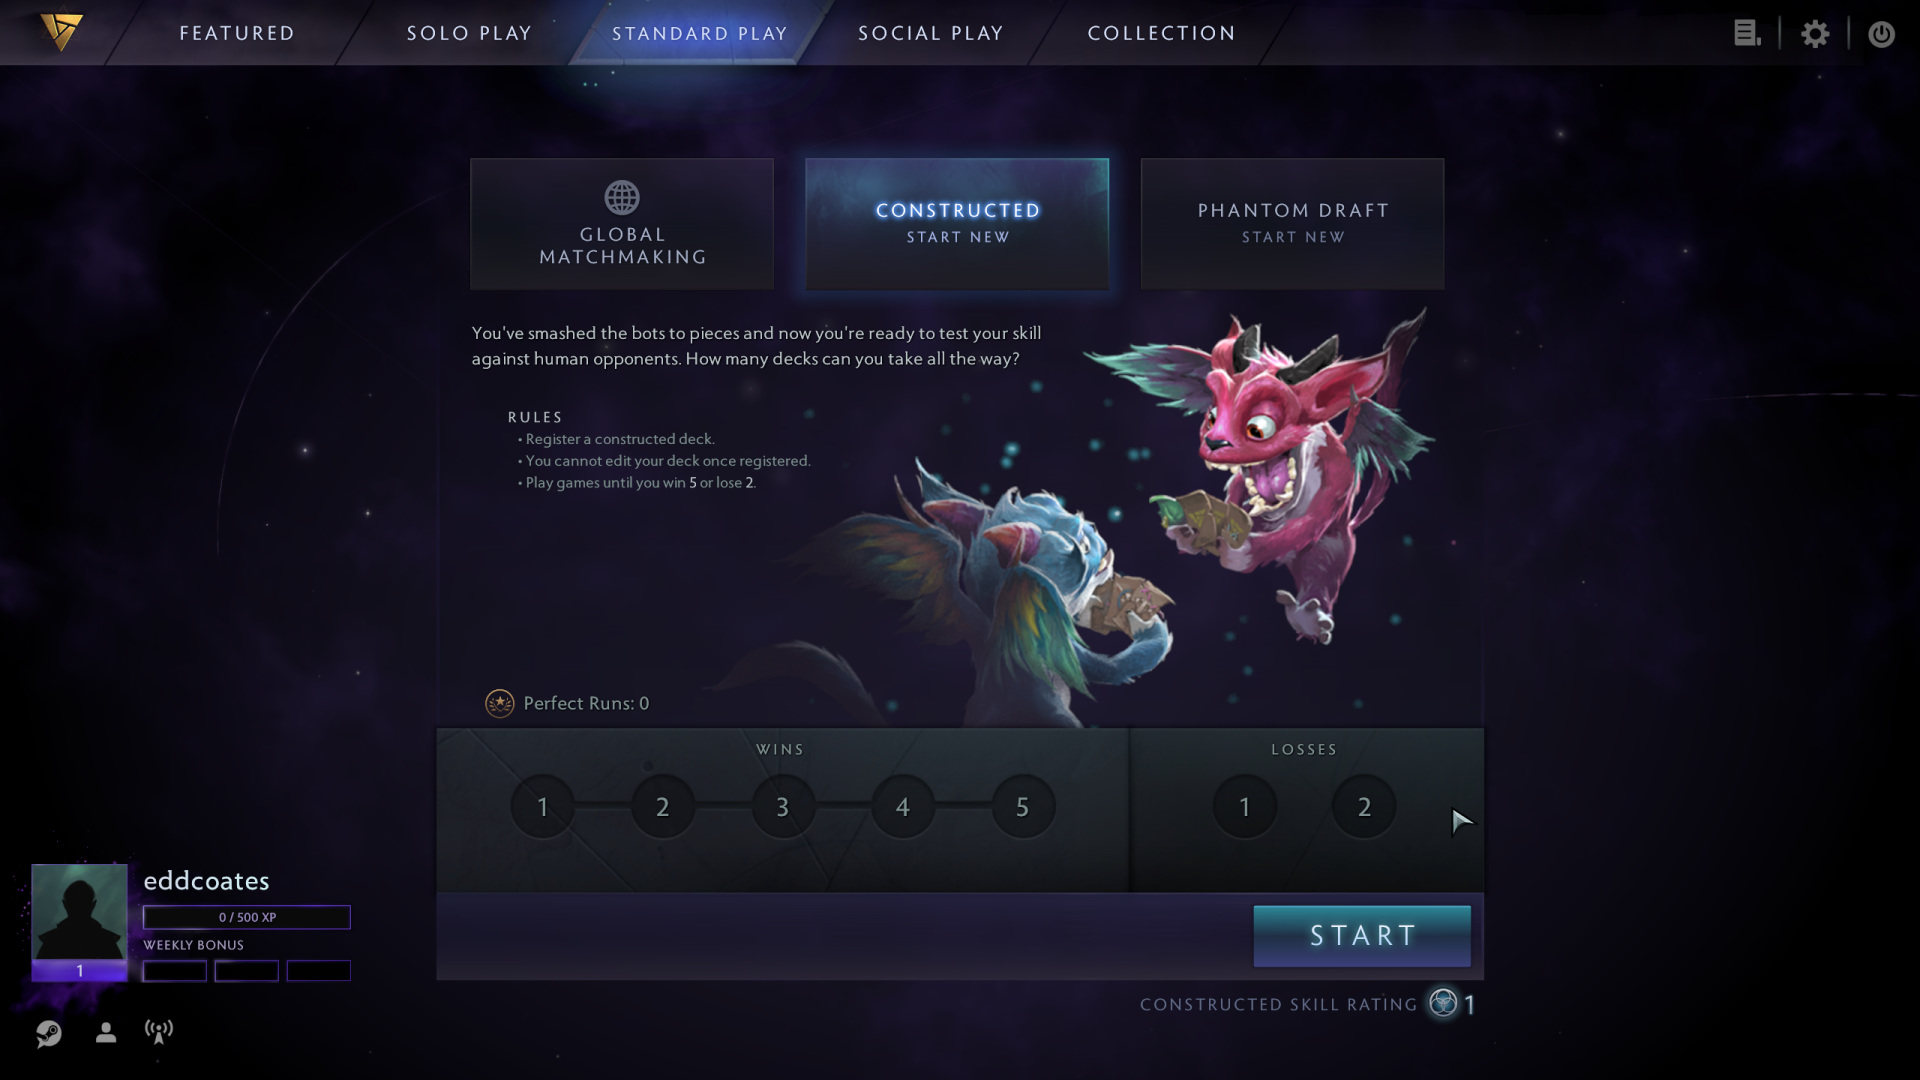 FEATURED
SOLO PLAY
STANDARD PLAY
SOCIAL PLAY
COLLECTION
GLOBAL
MATCHMAKING
CONSTRUCTED
START NEW
PHANTOM DRAFT
START NEW
You've smashed the bots to pieces and now you're ready to test your skill
against human opponents. How many decks can you take all the way?
RULES
• Register a constructed deck.
• You cannot edit your deck once registered.
• Play games until you win 5 or lose 2.
Perfect Runs: 0
WINS
1 2 3 4 5
LOSSES
1 2
START
CONSTRUCTED SKILL RATING 1
eddcoates
0 / 500 XP
WEEKLY BONUS
1